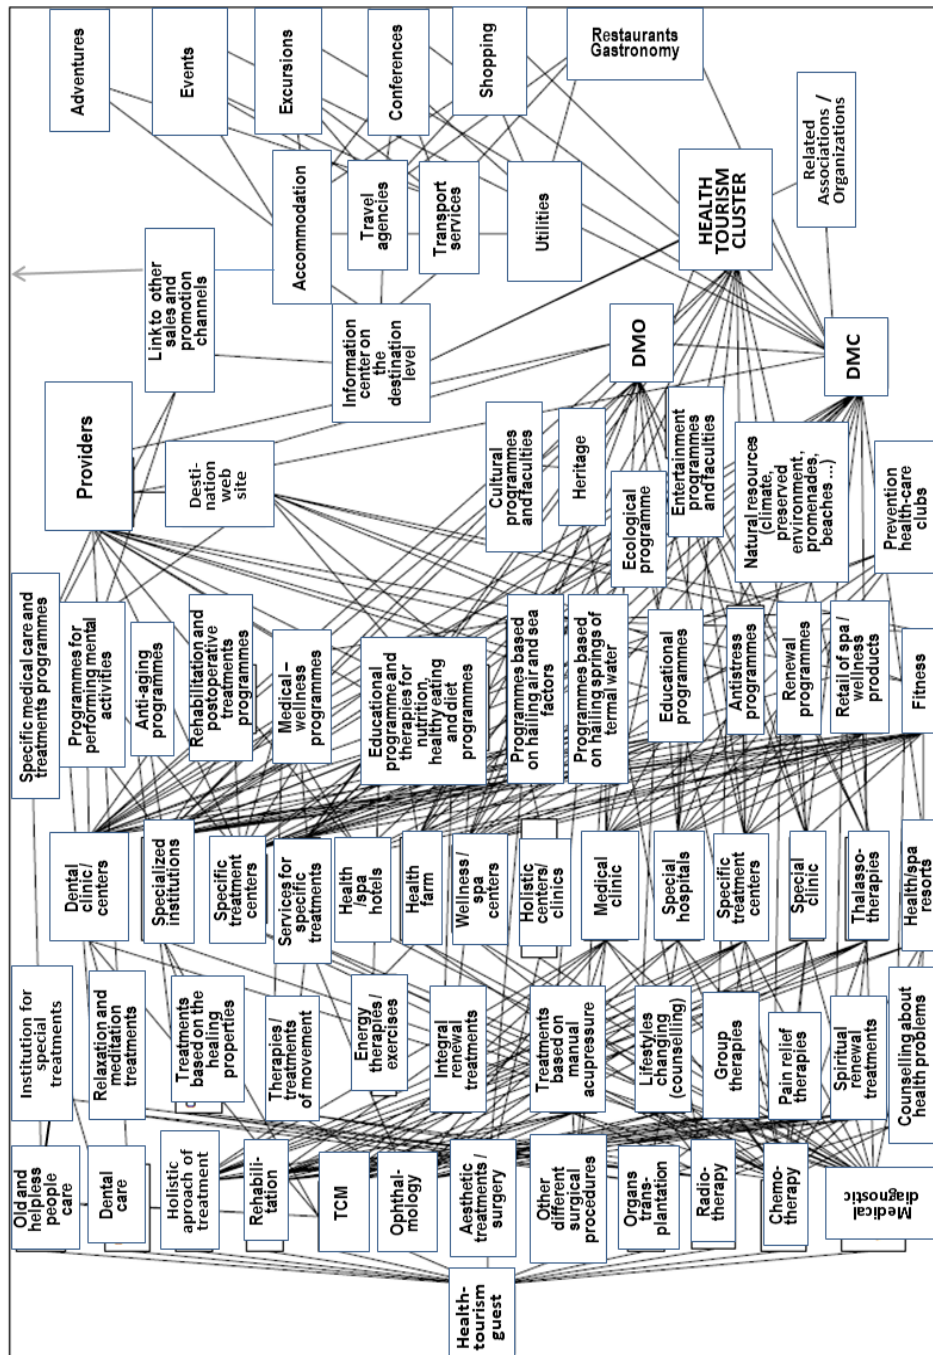 Adventures
Events
Excursions
Conferences
Shopping
Restaurants
Gastronomy
Accommodation
Travel
agencies
Transport
services
Utilities
HEALTH
TOURISM
CLUSTER
Related
Associations /
Organizations
Link to other
sales and
promotion
channels
Information
center on
the
destination
level
DMO
DMC
Providers
Desti-
nation
web
site
Cultural
programmes
and faculties
Heritage
Ecological
programme
Entertainment
programmes
and faculties
Natural resources
(climate,
preserved
environment,
promenades,
beaches ...)
Prevention
health-care
clubs
Specific medical care and
treatments programmes
Programmes for
performing mental
activities
Anti-aging
programmes
Rehabilitation and
postoperative
treatments
programmes
Medical –
wellness
programmes
Educational
programme and
therapies for
nutrition,
healthy eating
and diet
programmes
Programmes based
on hailling air and sea
factors
Programmes based
on hailling springs of
termal water
Educational
programmes
Antistress
programmes
Renewal
programmes
Retail of spa /
wellness
products
Fitness
Dental
clinic/
centers
Specialized
institutions
Specific
treatment
centers
Services for
specific
treatments
Health
/spa
hotels
Health
farm
Wellness/
spa
centers
Holistic
centers/
clinics
Medical
clinic
Special
hospitals
Specific
treatment
centers
Special
clinic
Thalasso-
therapies
Health/spa
resorts
Institution for
special
treatments
Relaxation and
meditation
treatments
Treatments
based on the
healing
properties
Therapies/
treatments
of movement
Energy
therapies/
exercises
Integral
renewal
treatments
Treatments
based on
manual
acupressure
Lifestyles
changing
(counselling)
Group
therapies
Pain relief
therapies
Spiritual
renewal
treatments
Counselling about
health problems
Old and
helpless
people
care
Dental
care
Holistic
aproach of
treatment
Rehabili-
tation
TCM
Ophthal-
mology
Aesthetic
treatments /
surgery
Other
different
surgical
procedures
Organs
trans-
plantation
Radio-
therapy
Chemo-
therapy
Medical
diagnostic
Health-
tourism
guest